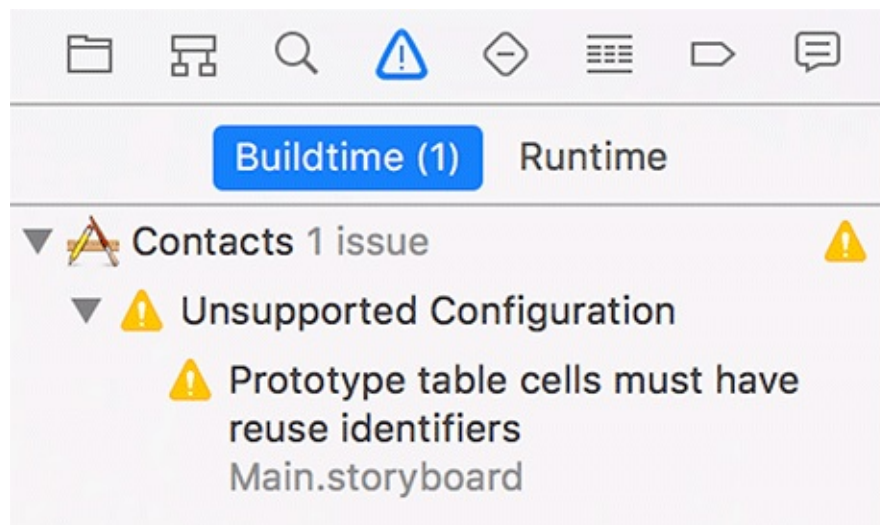 Buildtime (1) Runtime
Contacts 1 issue
Unsupported Configuration
Prototype table cells must have
reuse identifiers
Main.storyboard